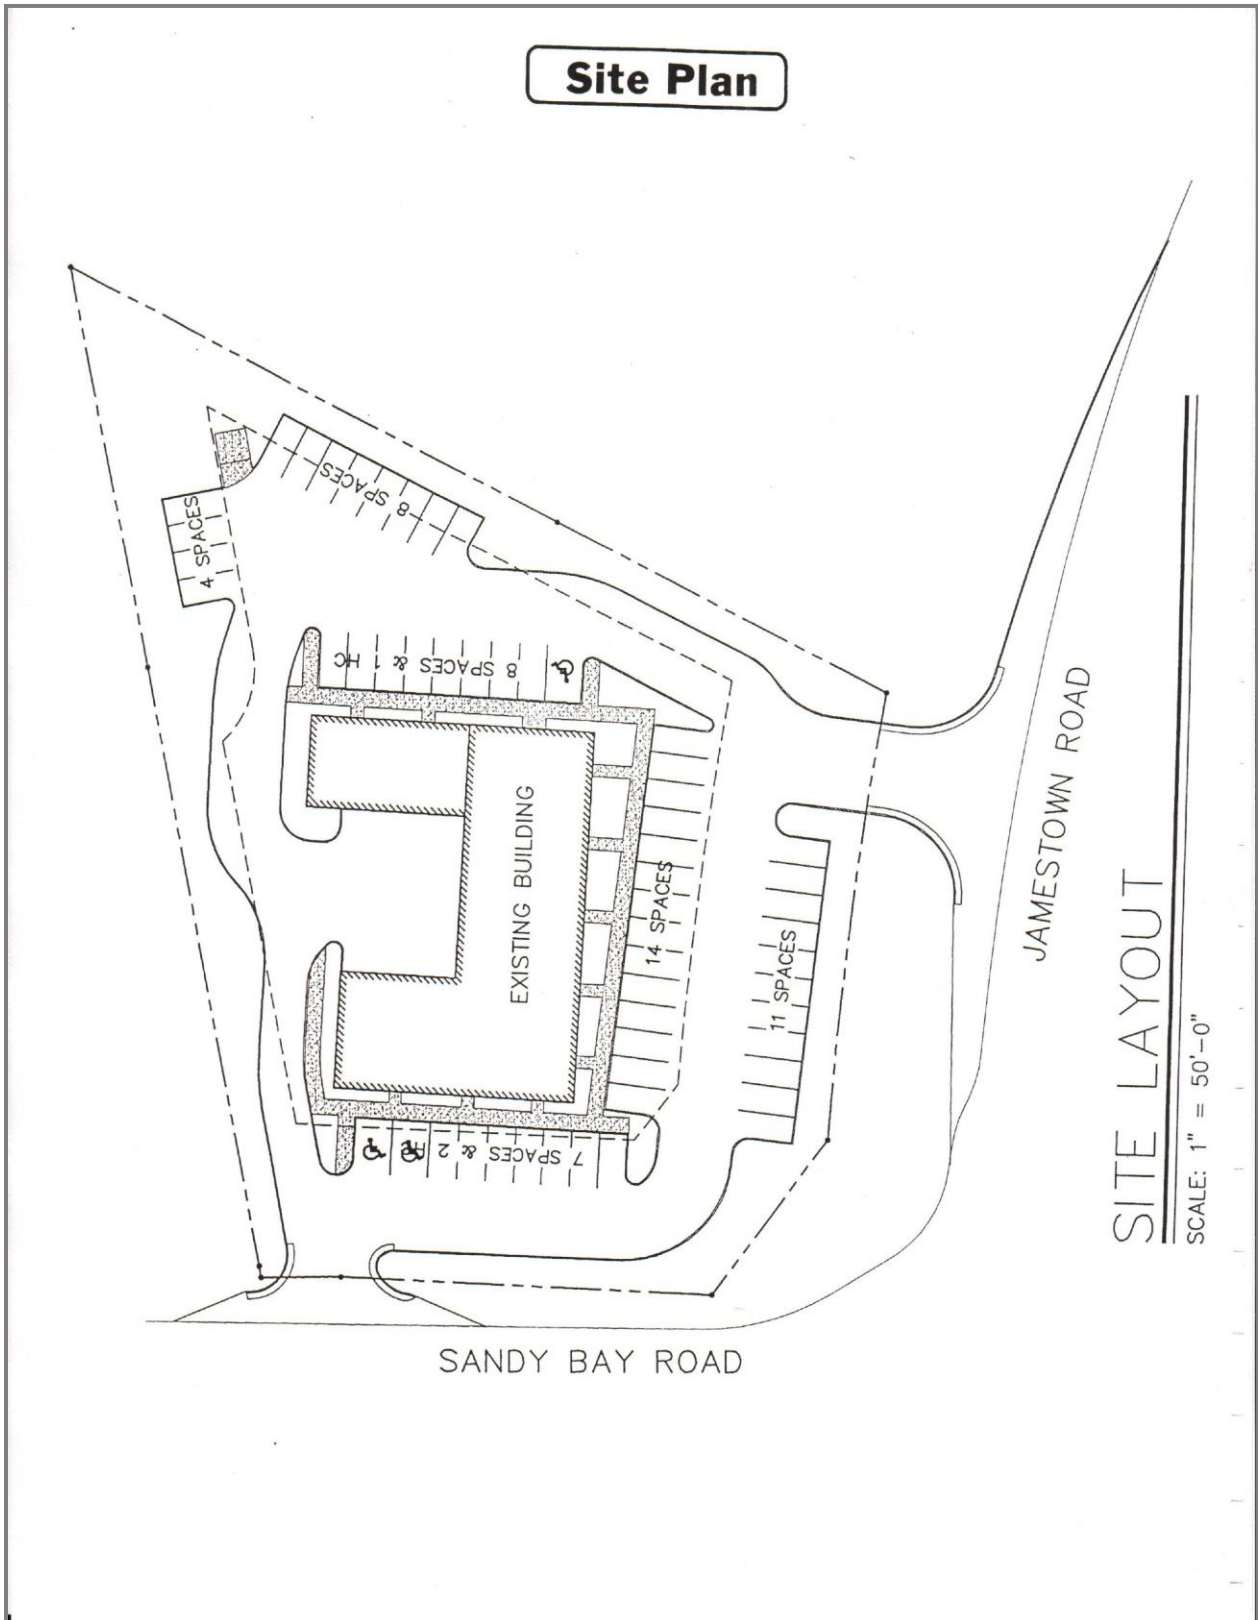 Site Plan
8 SPACES
4 SPACES
8 SPACES & 1 HC
EXISTING BUILDING
14 SPACES
11 SPACES
7 SPACES & 2 HC
JAMESTOWN ROAD
SANDY BAY ROAD
SITE LAYOUT
SCALE: 1" = 50'-0"